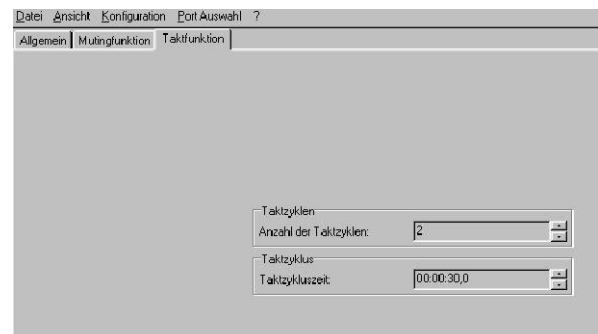 Datei Ansicht Konfiguration Port Auswahl ?
Allgemein Mutingfunktion Taktfunktion
Taktzyklen
Anzahl der Taktzyklen: 2
Taktzyklus
Taktzykluszeit: 00:00:30,0